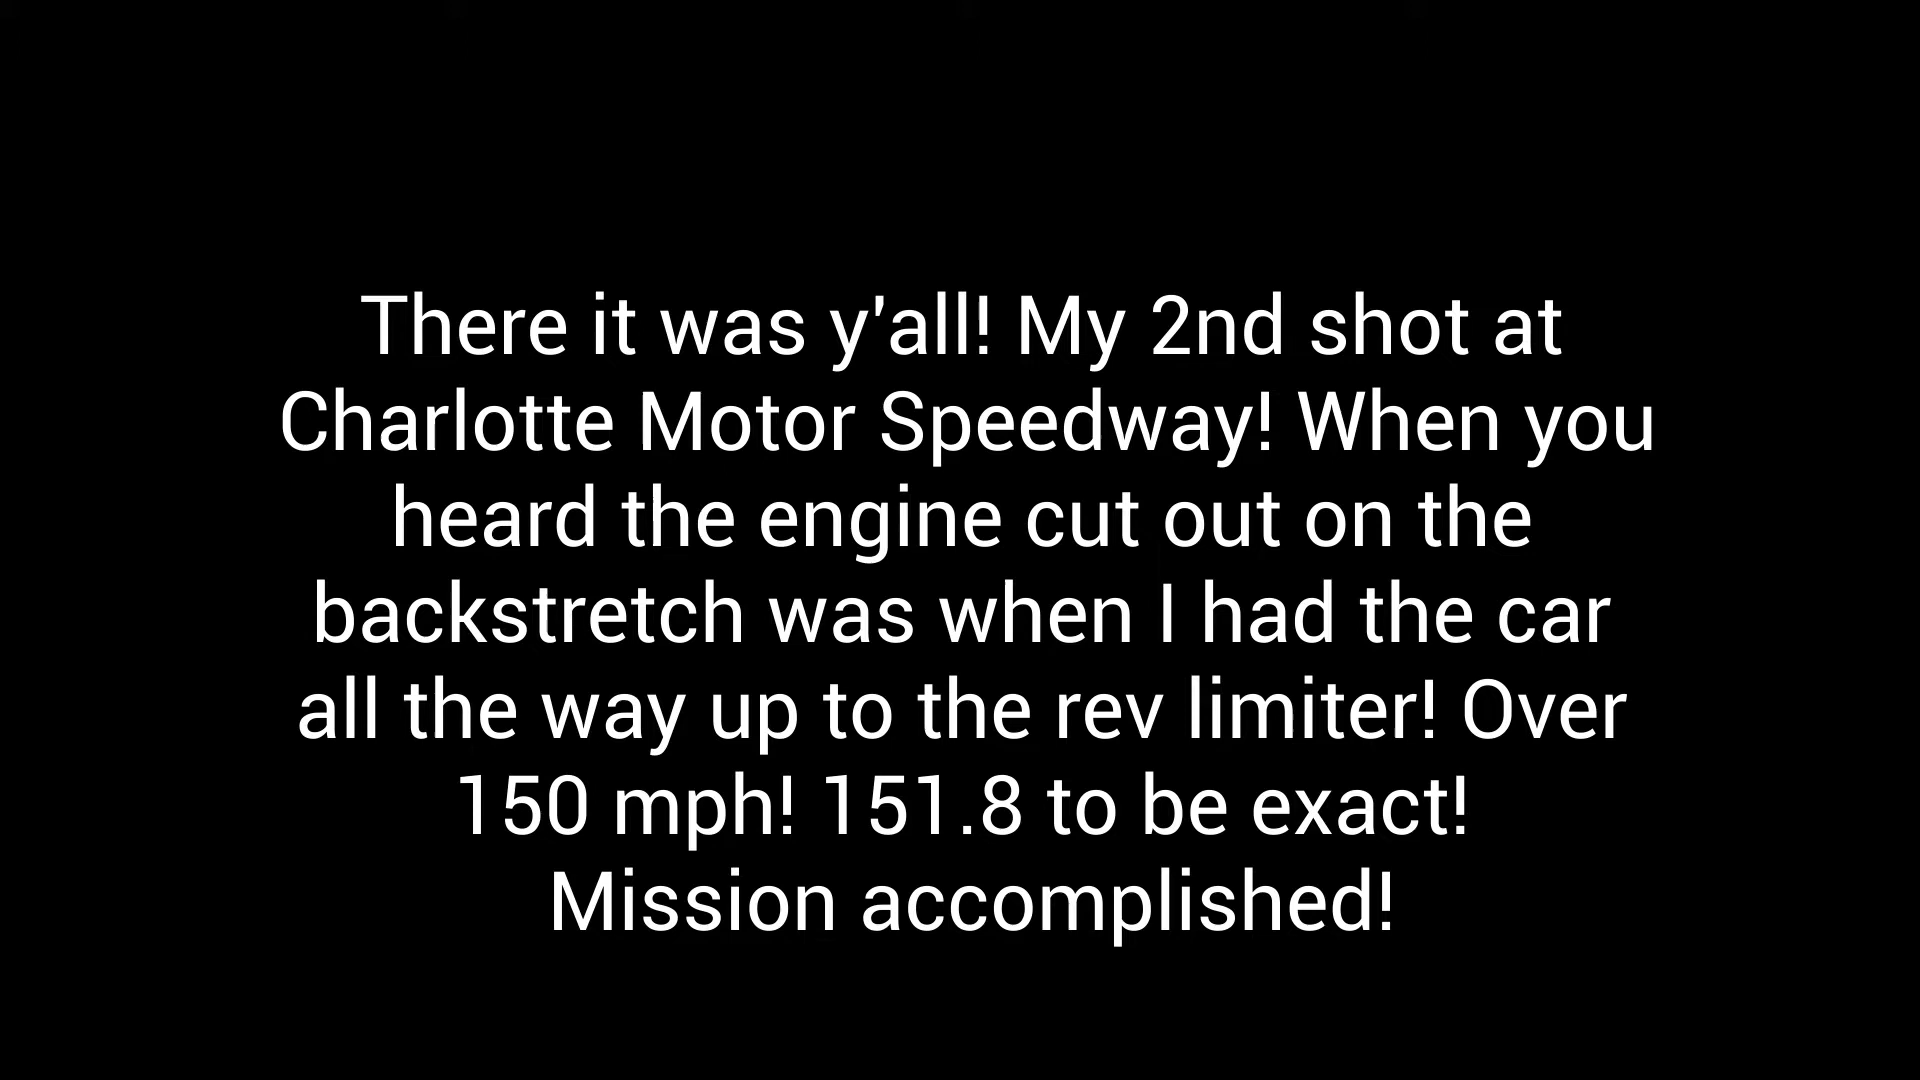 There it was y'all! My 2nd shot at
Charlotte Motor Speedway! When you
heard the engine cut out on the
backstretch was when I had the car
all the way up to the rev limiter! Over
150 mph! 151.8 to be exact!
Mission accomplished!